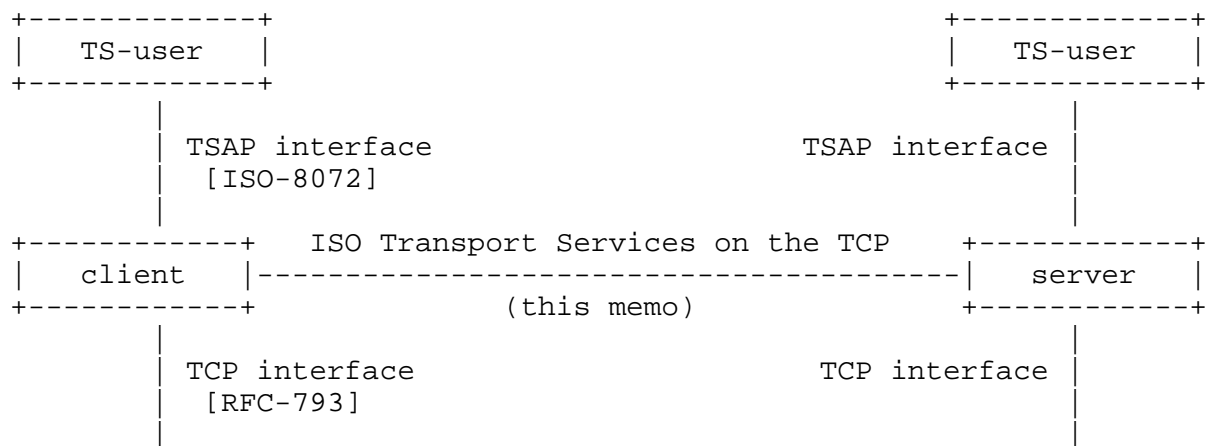 TS-user TS-user
TSAP interface TSAP interface
[ISO-8072]
ISO Transport Services on the TCP
client server
(this memo)
TCP interface TCP interface
[RFC-793]